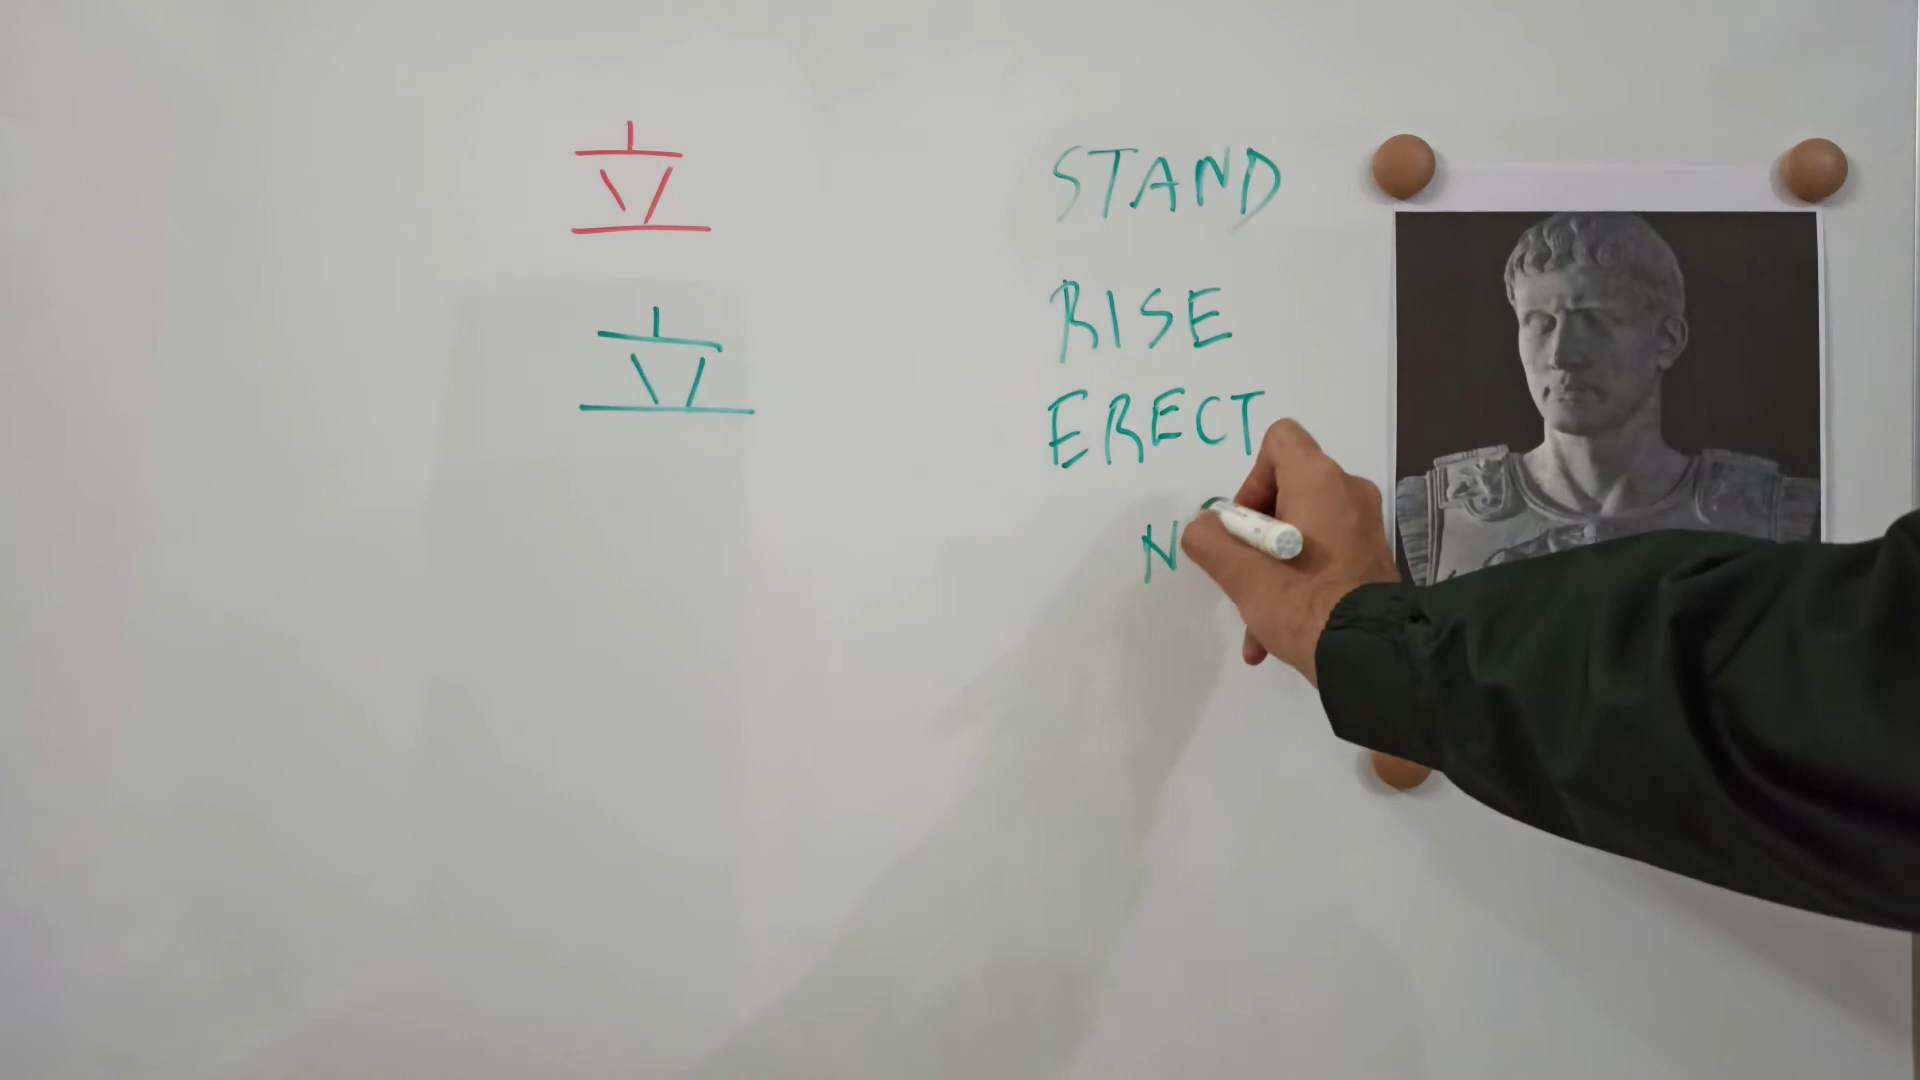 立
立
STAND
RISE
ERECT
N